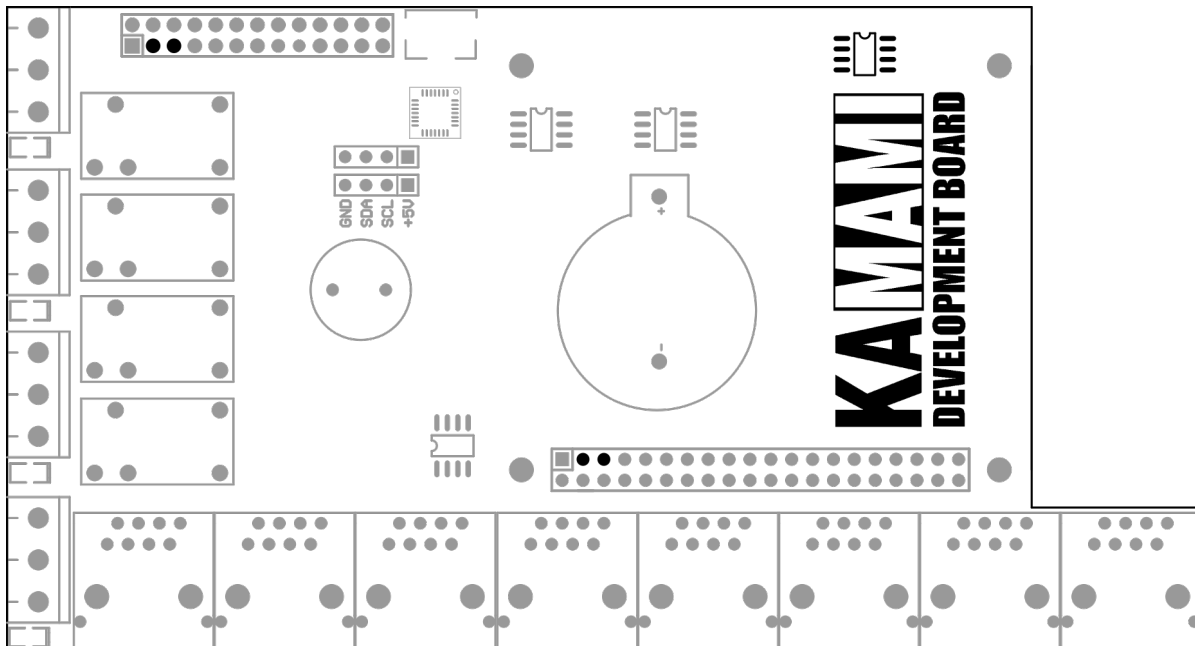 GND
SDA
SCL
+5V
+
-
KAMAMI
DEVELOPMENT BOARD